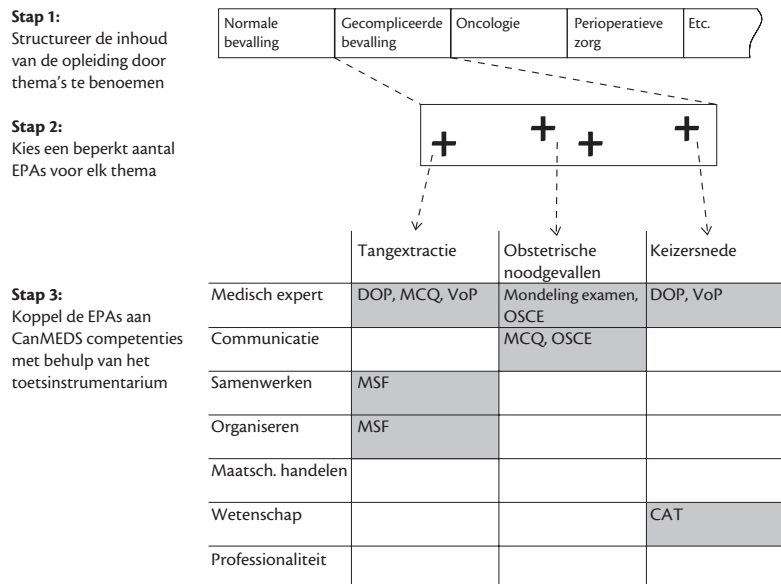 Stap 1:
Structureer de inhoud
van de opleiding door
thema's te benoemen
Normale
bevalling
Gecompliceerde
bevalling
Oncologie
Perioperatieve
zorg
Etc.
Stap 2:
Kies een beperkt aantal
EPAs voor elk thema
Stap 3:
Koppel de EPAs aan
CanMEDS competenties
met behulp van het
toetsinstrumentarium
Tangextractie
Obstetrische
noodgevallen
Keizersnede
Medisch expert
DOP, MCQ, VoP
Mondeling examen,
OSCE
DOP, VoP
Communicatie
MCQ, OSCE
Samenwerken
MSF
Organiseren
MSF
Maatsch. handelen
Wetenschap
CAT
Professionaliteit